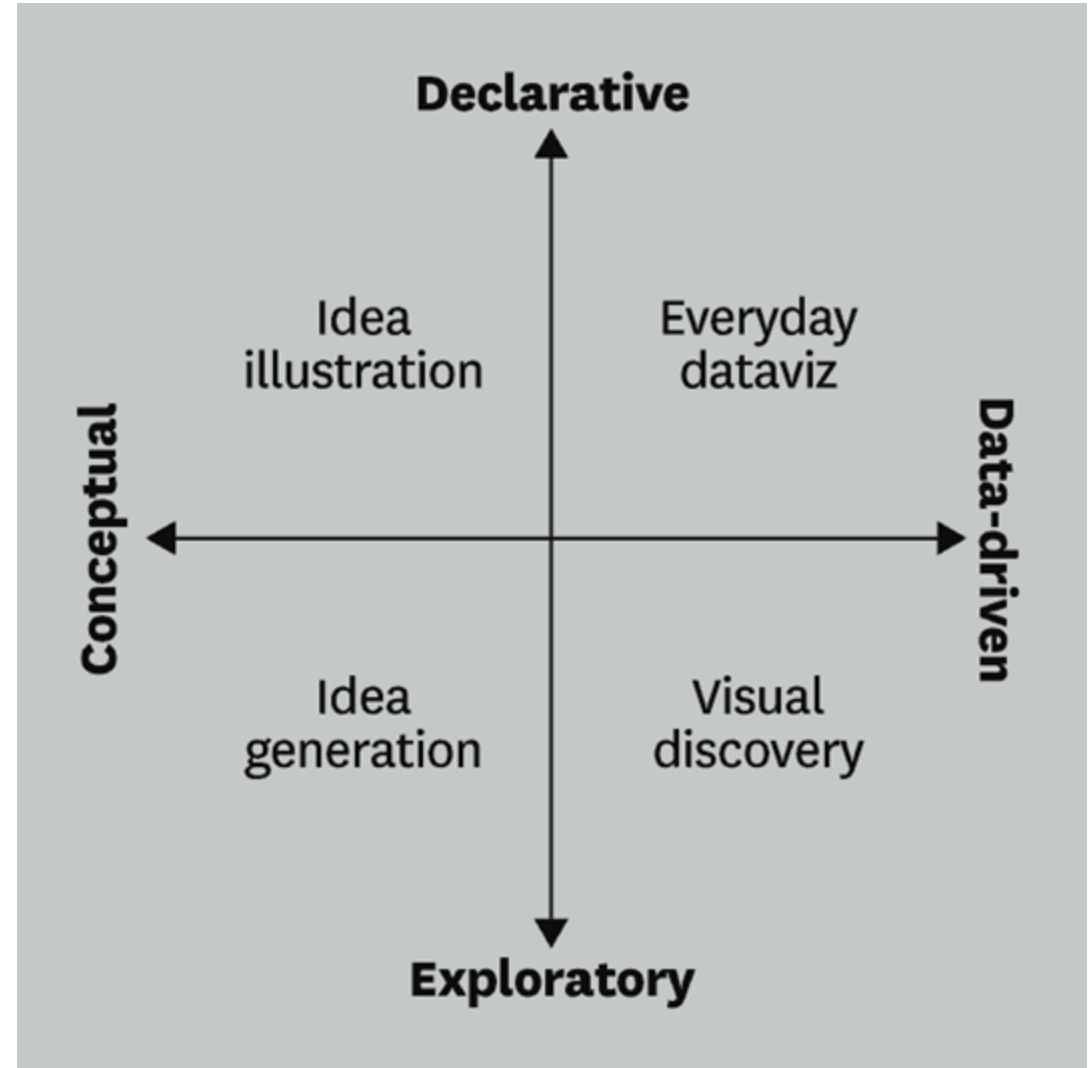 Declarative
Idea
illustration
Everyday
dataviz
Conceptual
Data-driven
Idea
generation
Visual
discovery
Exploratory